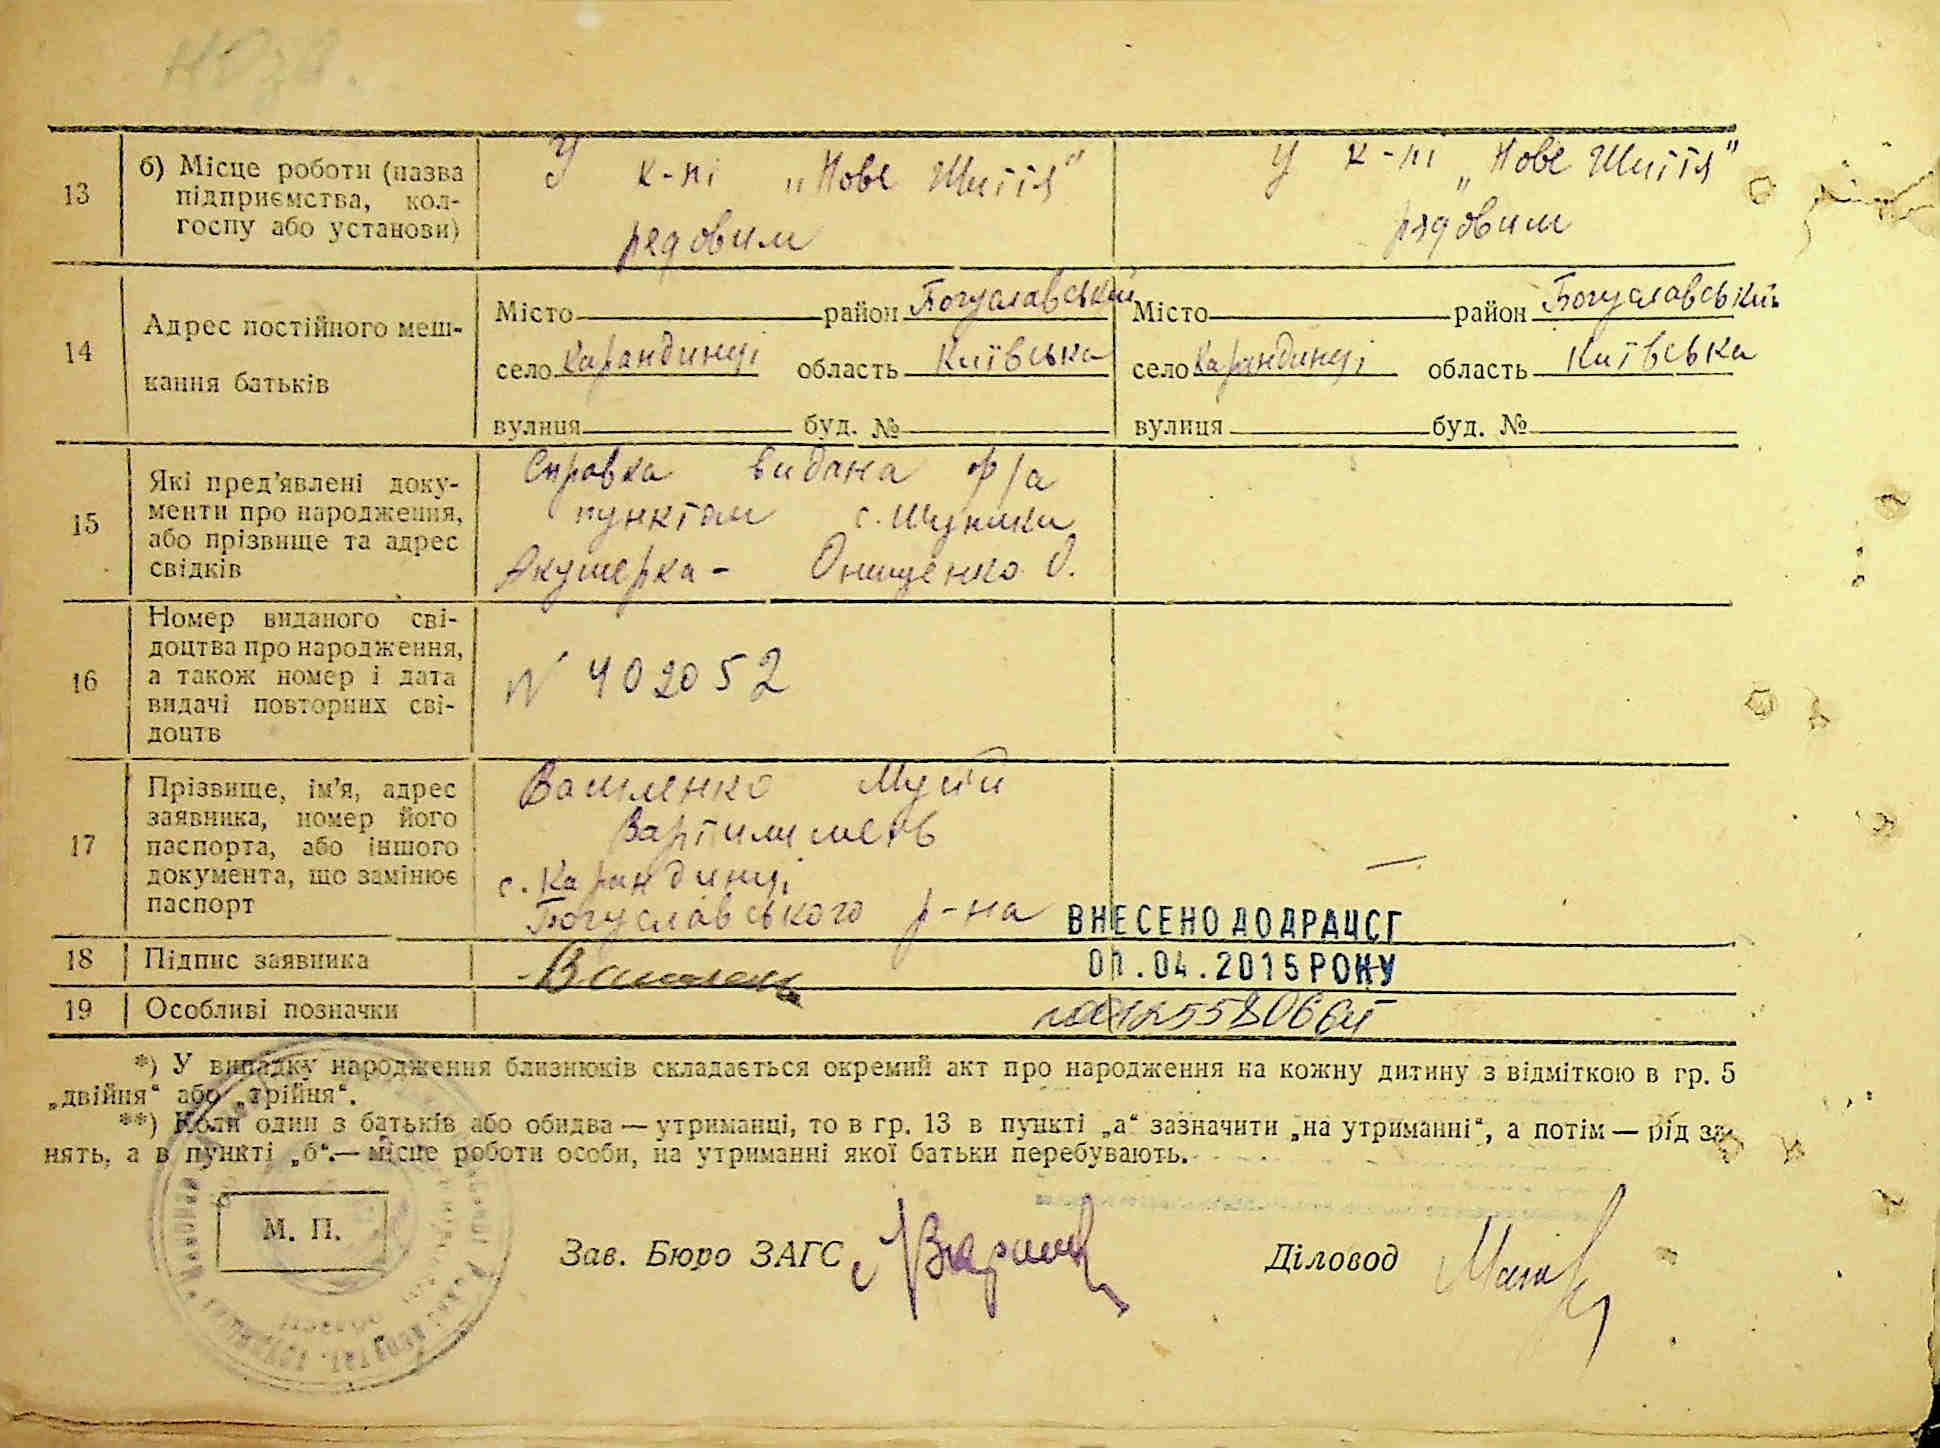 13
б) Місце роботи (назва
підприємства, кол-
госпу або установи)
У к-пі „Нове Життя"
редовим
У к-пі „Нове Життя"
рядовим
14
Адрес постійного меш-
кання батьків
Місто район Богуславський
село Карандинці область Київська
вулиця буд. №
Місто район Богуславський
село Карандинці область Київська
вулиця буд. №
15
Які пред'явлені доку-
менти про народження,
або прізвище та адрес
свідків
Справка видана ф/а
пунктом с. Шупики
Акушерка - Онищенко О.
16
Номер виданого сві-
доцтва про народження,
а також номер і дата
видачі повторних сві-
доцтв
N 402052
17
Прізвище, ім'я, адрес
заявника, номер його
паспорта, або іншого
документа, що замінює
паспорт
Василенко
с. Карандинці
Богуславського р-на
ВНЕСЕНО ДО ДРАЦСГ
18
Підпис заявника
.04.2015 РОКУ
19
Особливі позначки
*) У випадку народження близнюків складається окремий акт про народження на кожну дитину з відміткою в гр. 5
„двійня“ або „трійня“.
**) Коли один з батьків або обидва — утриманці, то в гр. 13 в пункті „а“ зазначити „на утриманні“, а потім — рід за-
нять, а в пункті „б“.— місце роботи особи, на утриманні якої батьки перебувають.
М. П.
Зав. Бюро ЗАГС
Діловод